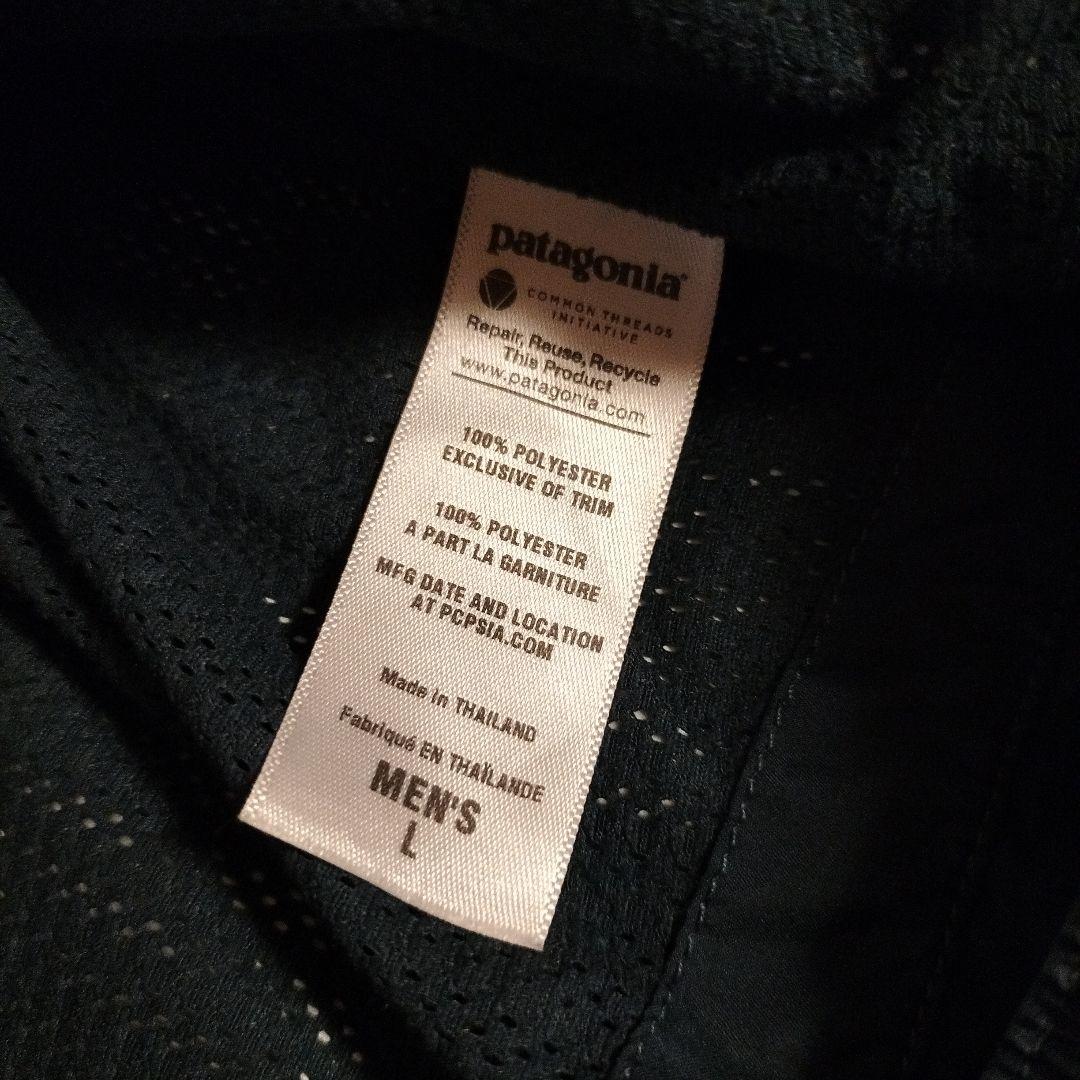 patagonia®
COMMON THREADS
INITIATIVE
Repair, Reuse, Recycle
This Product
www.patagonia.com
100% POLYESTER
EXCLUSIVE OF TRIM
100% POLYESTER
A PART LA GARNITURE
MFG DATE AND LOCATION
AT PCPSIA.COM
Made in THAILAND
Fabriqué EN THAÏLANDE
MEN'S
L